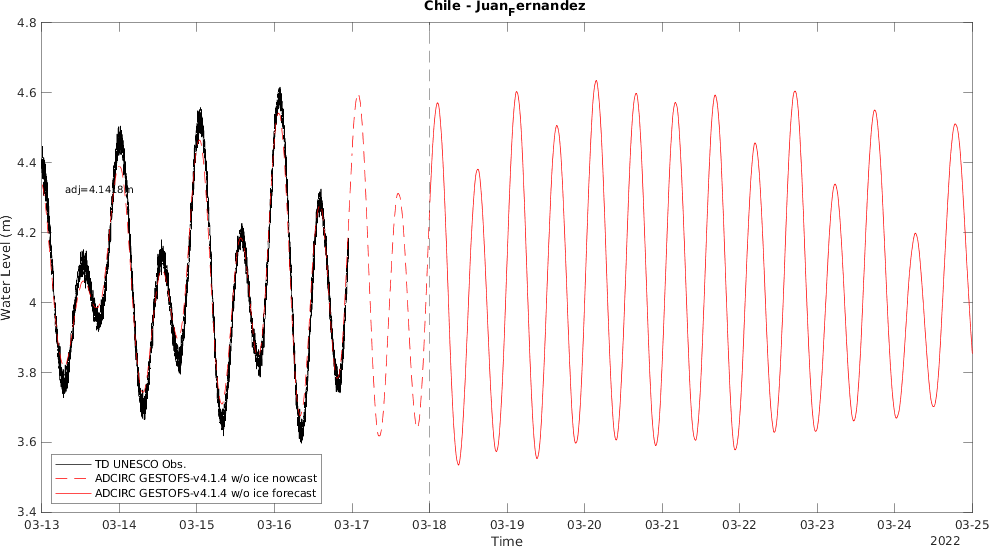 Chile - Juan_Fernandez
4.8
4.6
4.4
adj=4.1418m
4.2
4
3.8
3.6
3.4
Water Level (m)
TD UNESCO Obs.
ADCIRC GESTOFS-v4.1.4 w/o ice nowcast
ADCIRC GESTOFS-v4.1.4 w/o ice forecast
03-13 03-14 03-15 03-16 03-17 03-18 03-19 03-20 03-21 03-22 03-23 03-24 03-25
Time
2022